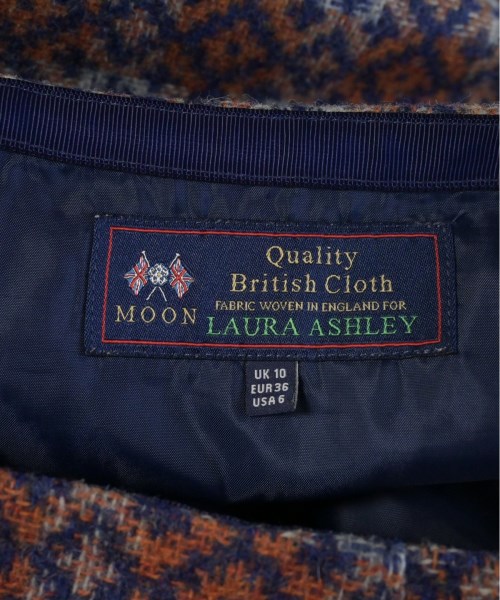 Quality
British Cloth
FABRIC WOVEN IN ENGLAND FOR
MOON LAURA ASHLEY
UK 10
EUR 36
USA 6